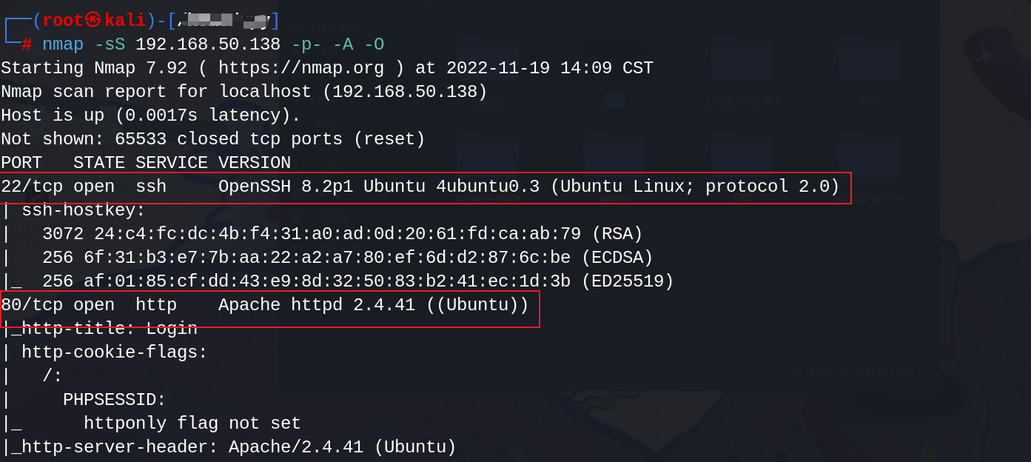 ┌──(root㉿kali)-[
└─# nmap -sS 192.168.50.138 -p- -A -O
Starting Nmap 7.92 ( https://nmap.org ) at 2022-11-19 14:09 CST
Nmap scan report for localhost (192.168.50.138)
Host is up (0.0017s latency).
Not shown: 65533 closed tcp ports (reset)
PORT   STATE SERVICE VERSION
22/tcp open  ssh     OpenSSH 8.2p1 Ubuntu 4ubuntu0.3 (Ubuntu Linux; protocol 2.0)
| ssh-hostkey:
|   3072 24:c4:fc:dc:4b:f4:31:a0:ad:0d:20:61:fd:ca:ab:79 (RSA)
|   256 6f:31:b3:e7:7b:aa:22:a2:a7:80:ef:6d:d2:87:6c:be (ECDSA)
|_  256 af:01:85:cf:dd:43:e9:8d:32:50:83:b2:41:ec:1d:3b (ED25519)
80/tcp open  http    Apache httpd 2.4.41 ((Ubuntu))
|_http-title: Login
| http-cookie-flags:
|   /:
|     PHPSESSID:
|_      httponly flag not set
|_http-server-header: Apache/2.4.41 (Ubuntu)